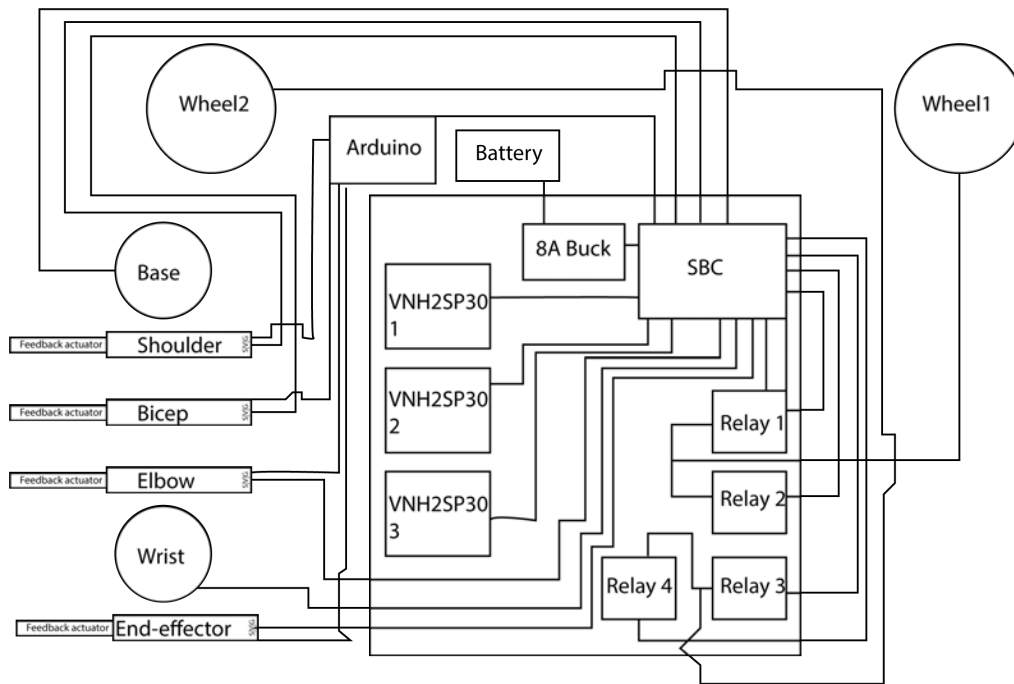 Wheel2
Wheel1
Arduino
Battery
8A Buck
SBC
Base
VNH2SP30
1
Feedback actuator
Shoulder
VNH2SP30
2
Feedback actuator
Bicep
Relay 1
Feedback actuator
Elbow
VNH2SP30
3
Relay 2
Wrist
Relay 4
Relay 3
Feedback actuator
End-effector